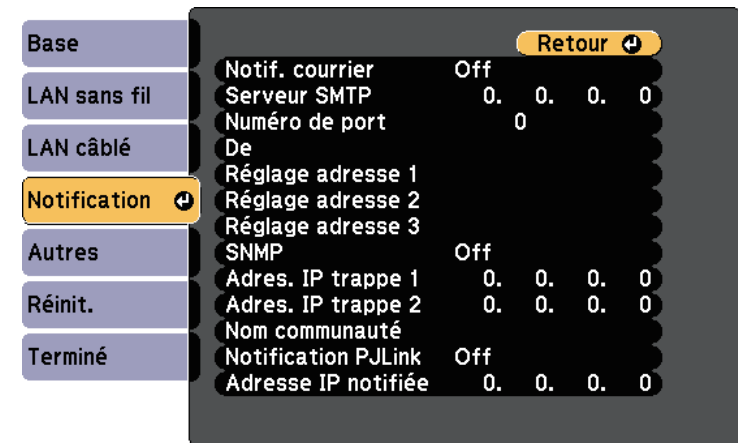 Base
LAN sans fil
LAN câblé
Notification
Autres
Réinit.
Terminé
Retour
Notif. courrier Off
Serveur SMTP 0. 0. 0. 0
Numéro de port 0
De
Réglage adresse 1
Réglage adresse 2
Réglage adresse 3
SNMP Off
Adres. IP trappe 1 0. 0. 0. 0
Adres. IP trappe 2 0. 0. 0. 0
Nom communauté
Notification PJLink Off
Adresse IP notifiée 0. 0. 0. 0